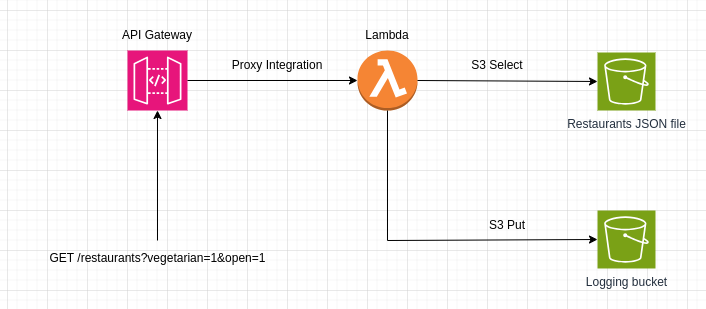 API Gateway
Lambda
Proxy Integration
S3 Select
</>
Restaurants JSON file
S3 Put
GET /restaurants?vegetarian=1&open=1
Logging bucket